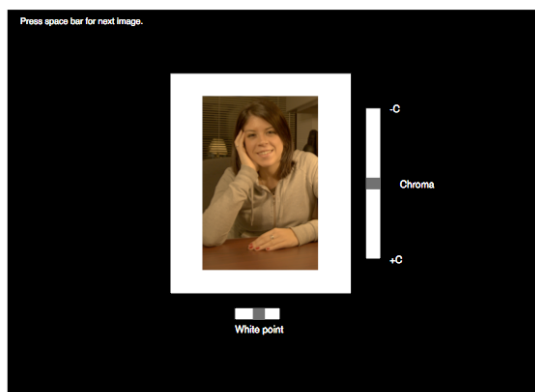 Press space bar for next image.
-C
Chroma
+C
White point